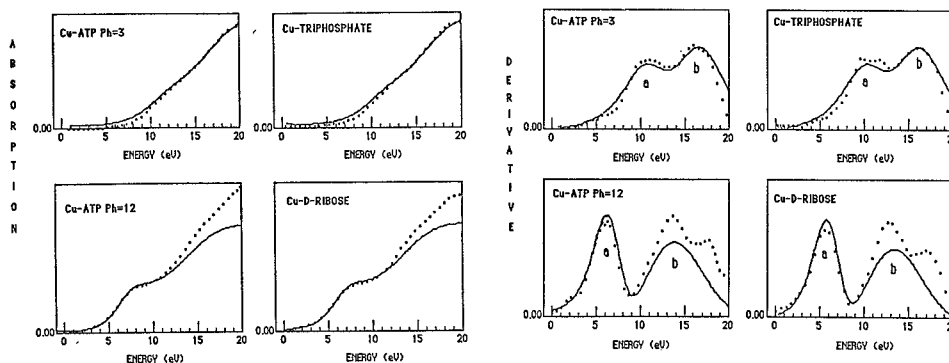 ABSORPTION
Cu-ATP Ph=3
0.00
0 5 10 15 20
ENERGY (eV)
Cu-TRIPHOSPHATE
0.00
0 5 10 15 20
ENERGY (eV)
Cu-ATP Ph=12
0.00
0 5 10 15 20
ENERGY (eV)
Cu-D-RIBOSE
0.00
0 5 10 15 20
ENERGY (eV)
DERIVATIVE
Cu-ATP Ph=3
a
b
0.00
0 5 10 15 20
ENERGY (eV)
Cu-TRIPHOSPHATE
a
b
0.00
0 5 10 15 20
ENERGY (eV)
Cu-ATP Ph=12
a
b
0.00
0 5 10 15 20
ENERGY (eV)
Cu-D-RIBOSE
a
b
0.00
0 5 10 15 20
ENERGY (eV)